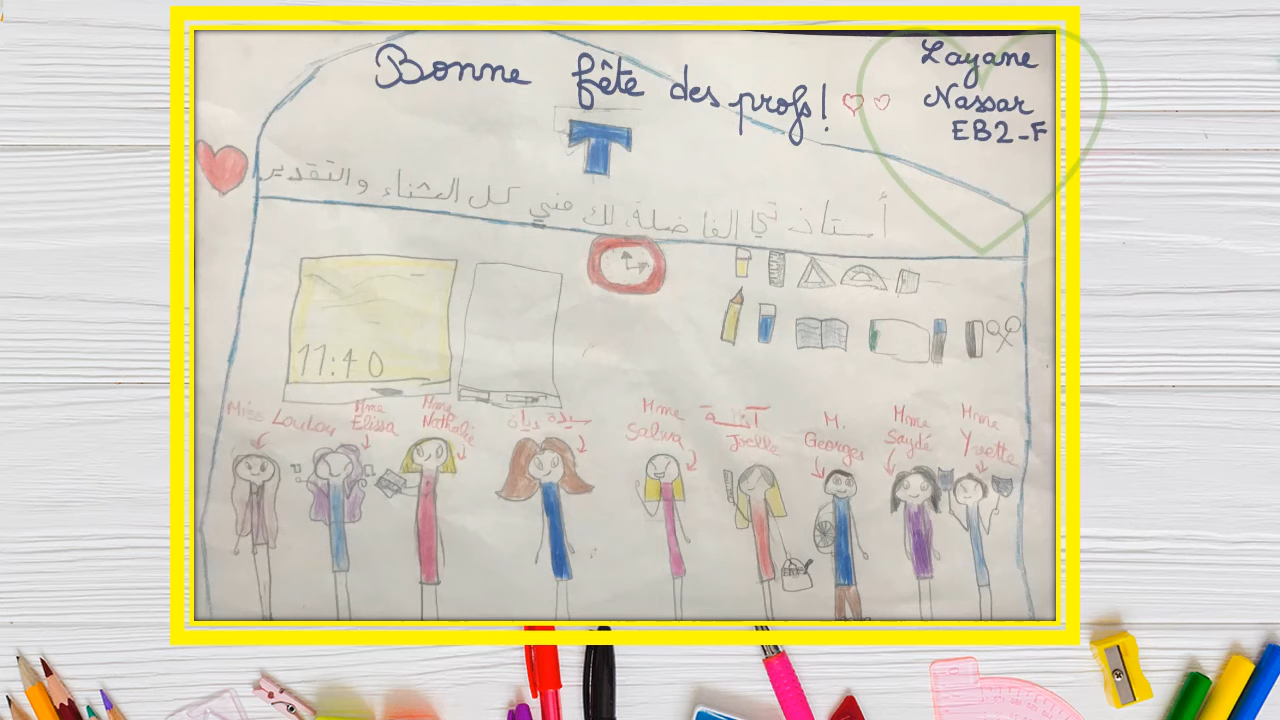 Bonne fête des profs!
Layane
Nassar
EB2-F
أستاذتي الفاضلة لك مني كل الثناء والتقدير
11:40
Miss Loulou
Mme
Elissa
Mme
Nathalie
سيدة
Mme
Salwa
آنسة
Joelle
M.
Georges
Mme
Saydé
Mme
Yvette